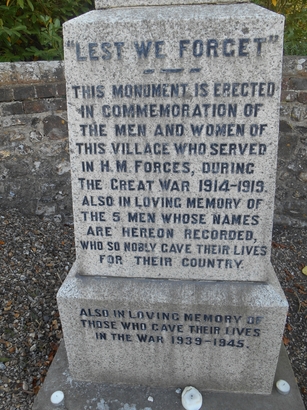 "LEST WE FORGET"
THIS MONUMENT IS ERECTED
IN COMMEMORATION OF
THE MEN AND WOMEN OF
THIS VILLAGE WHO SERVED
IN H.M. FORCES, DURING
THE GREAT WAR 1914-1919.
ALSO IN LOVING MEMORY OF
THE 5 MEN WHOSE NAMES
ARE HEREON RECORDED,
WHO SO NOBLY GAVE THEIR LIVES
FOR THEIR COUNTRY.
ALSO IN LOVING MEMORY OF
THOSE WHO GAVE THEIR LIVES
IN THE WAR 1939-1945.